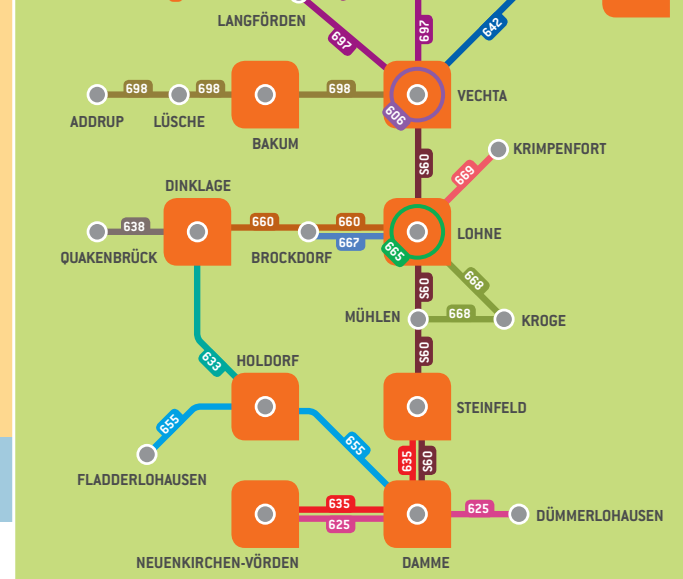 LANGFÖRDEN
697
697
642
698
698
698
ADDRUP
LÜSCHE
BAKUM
606
VECHTA
S60
669
KRIMPENFORT
DINKLAGE
638
660
660
667
665
LOHNE
QUAKENBRÜCK
BROCKDORF
S60
668
668
MÜHLEN
KROGE
S60
633
HOLDORF
655
655
STEINFELD
635
S60
FLADDERLOHAUSEN
635
625
625
DÜMMERLOHAUSEN
NEUENKIRCHEN-VÖRDEN
DAMME